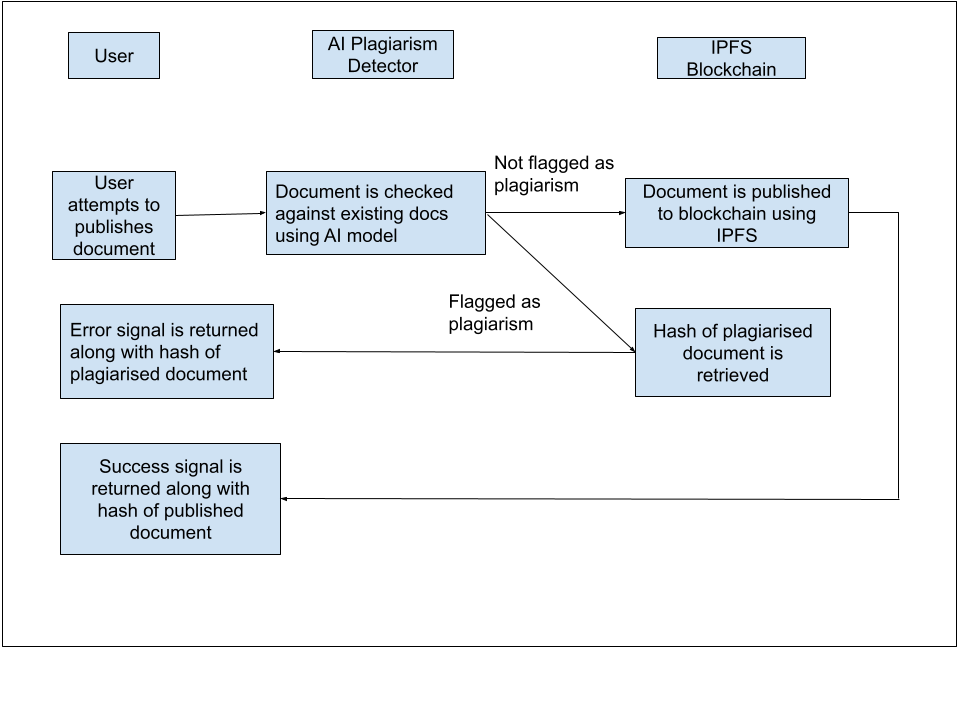 User
AI Plagiarism
Detector
IPFS
Blockchain
User
attempts to
publishes
document
Document is checked
against existing docs
using AI model
Not flagged as
plagiarism
Document is published
to blockchain using
IPFS
Error signal is returned
along with hash of
plagiarised document
Flagged as
plagiarism
Hash of plagiarised
document is
retrieved
Success signal is
returned along with
hash of published
document